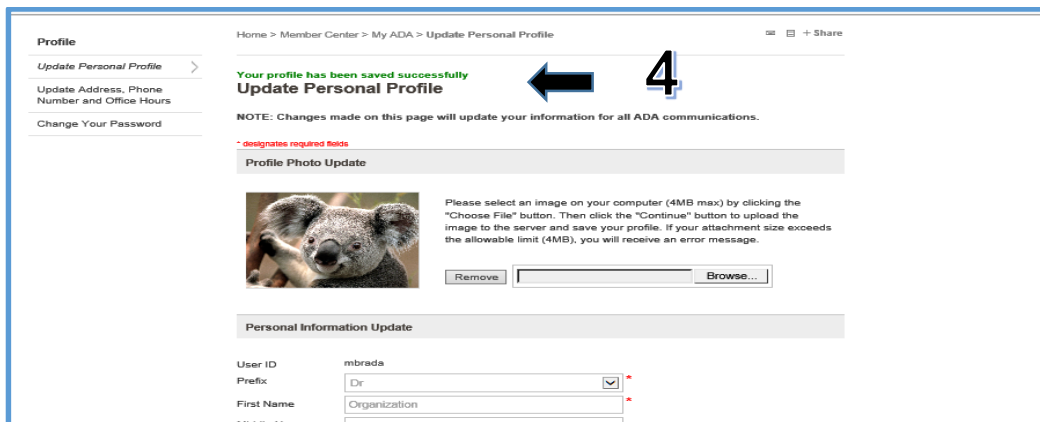 Profile
Update Personal Profile
Update Address, Phone
Number and Office Hours
Change Your Password
Home > Member Center > My ADA > Update Personal Profile
+ Share
Your profile has been saved successfully
Update Personal Profile
4
NOTE: Changes made on this page will update your information for all ADA communications.
* designates required fields
Profile Photo Update
Please select an image on your computer (4MB max) by clicking the
"Choose File" button. Then click the "Continue" button to upload the
image to the server and save your profile. If your attachment size exceeds
the allowable limit (4MB), you will receive an error message.
Remove Browse...
Personal Information Update
User ID mbrada
Prefix Dr *
First Name Organization *